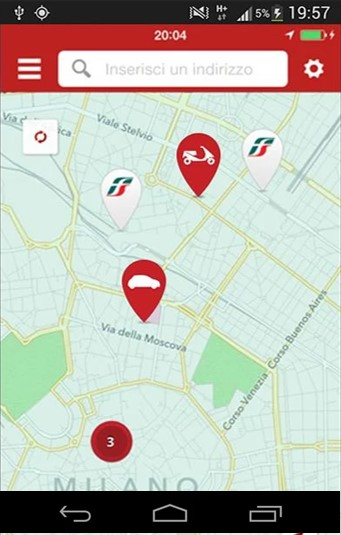 H+
5%
19:57
20:04
Inserisci un indirizzo
Viale Stelvio
Via della Moscova
Corso Buenos Aires
Corso Venezia
3
MILANO